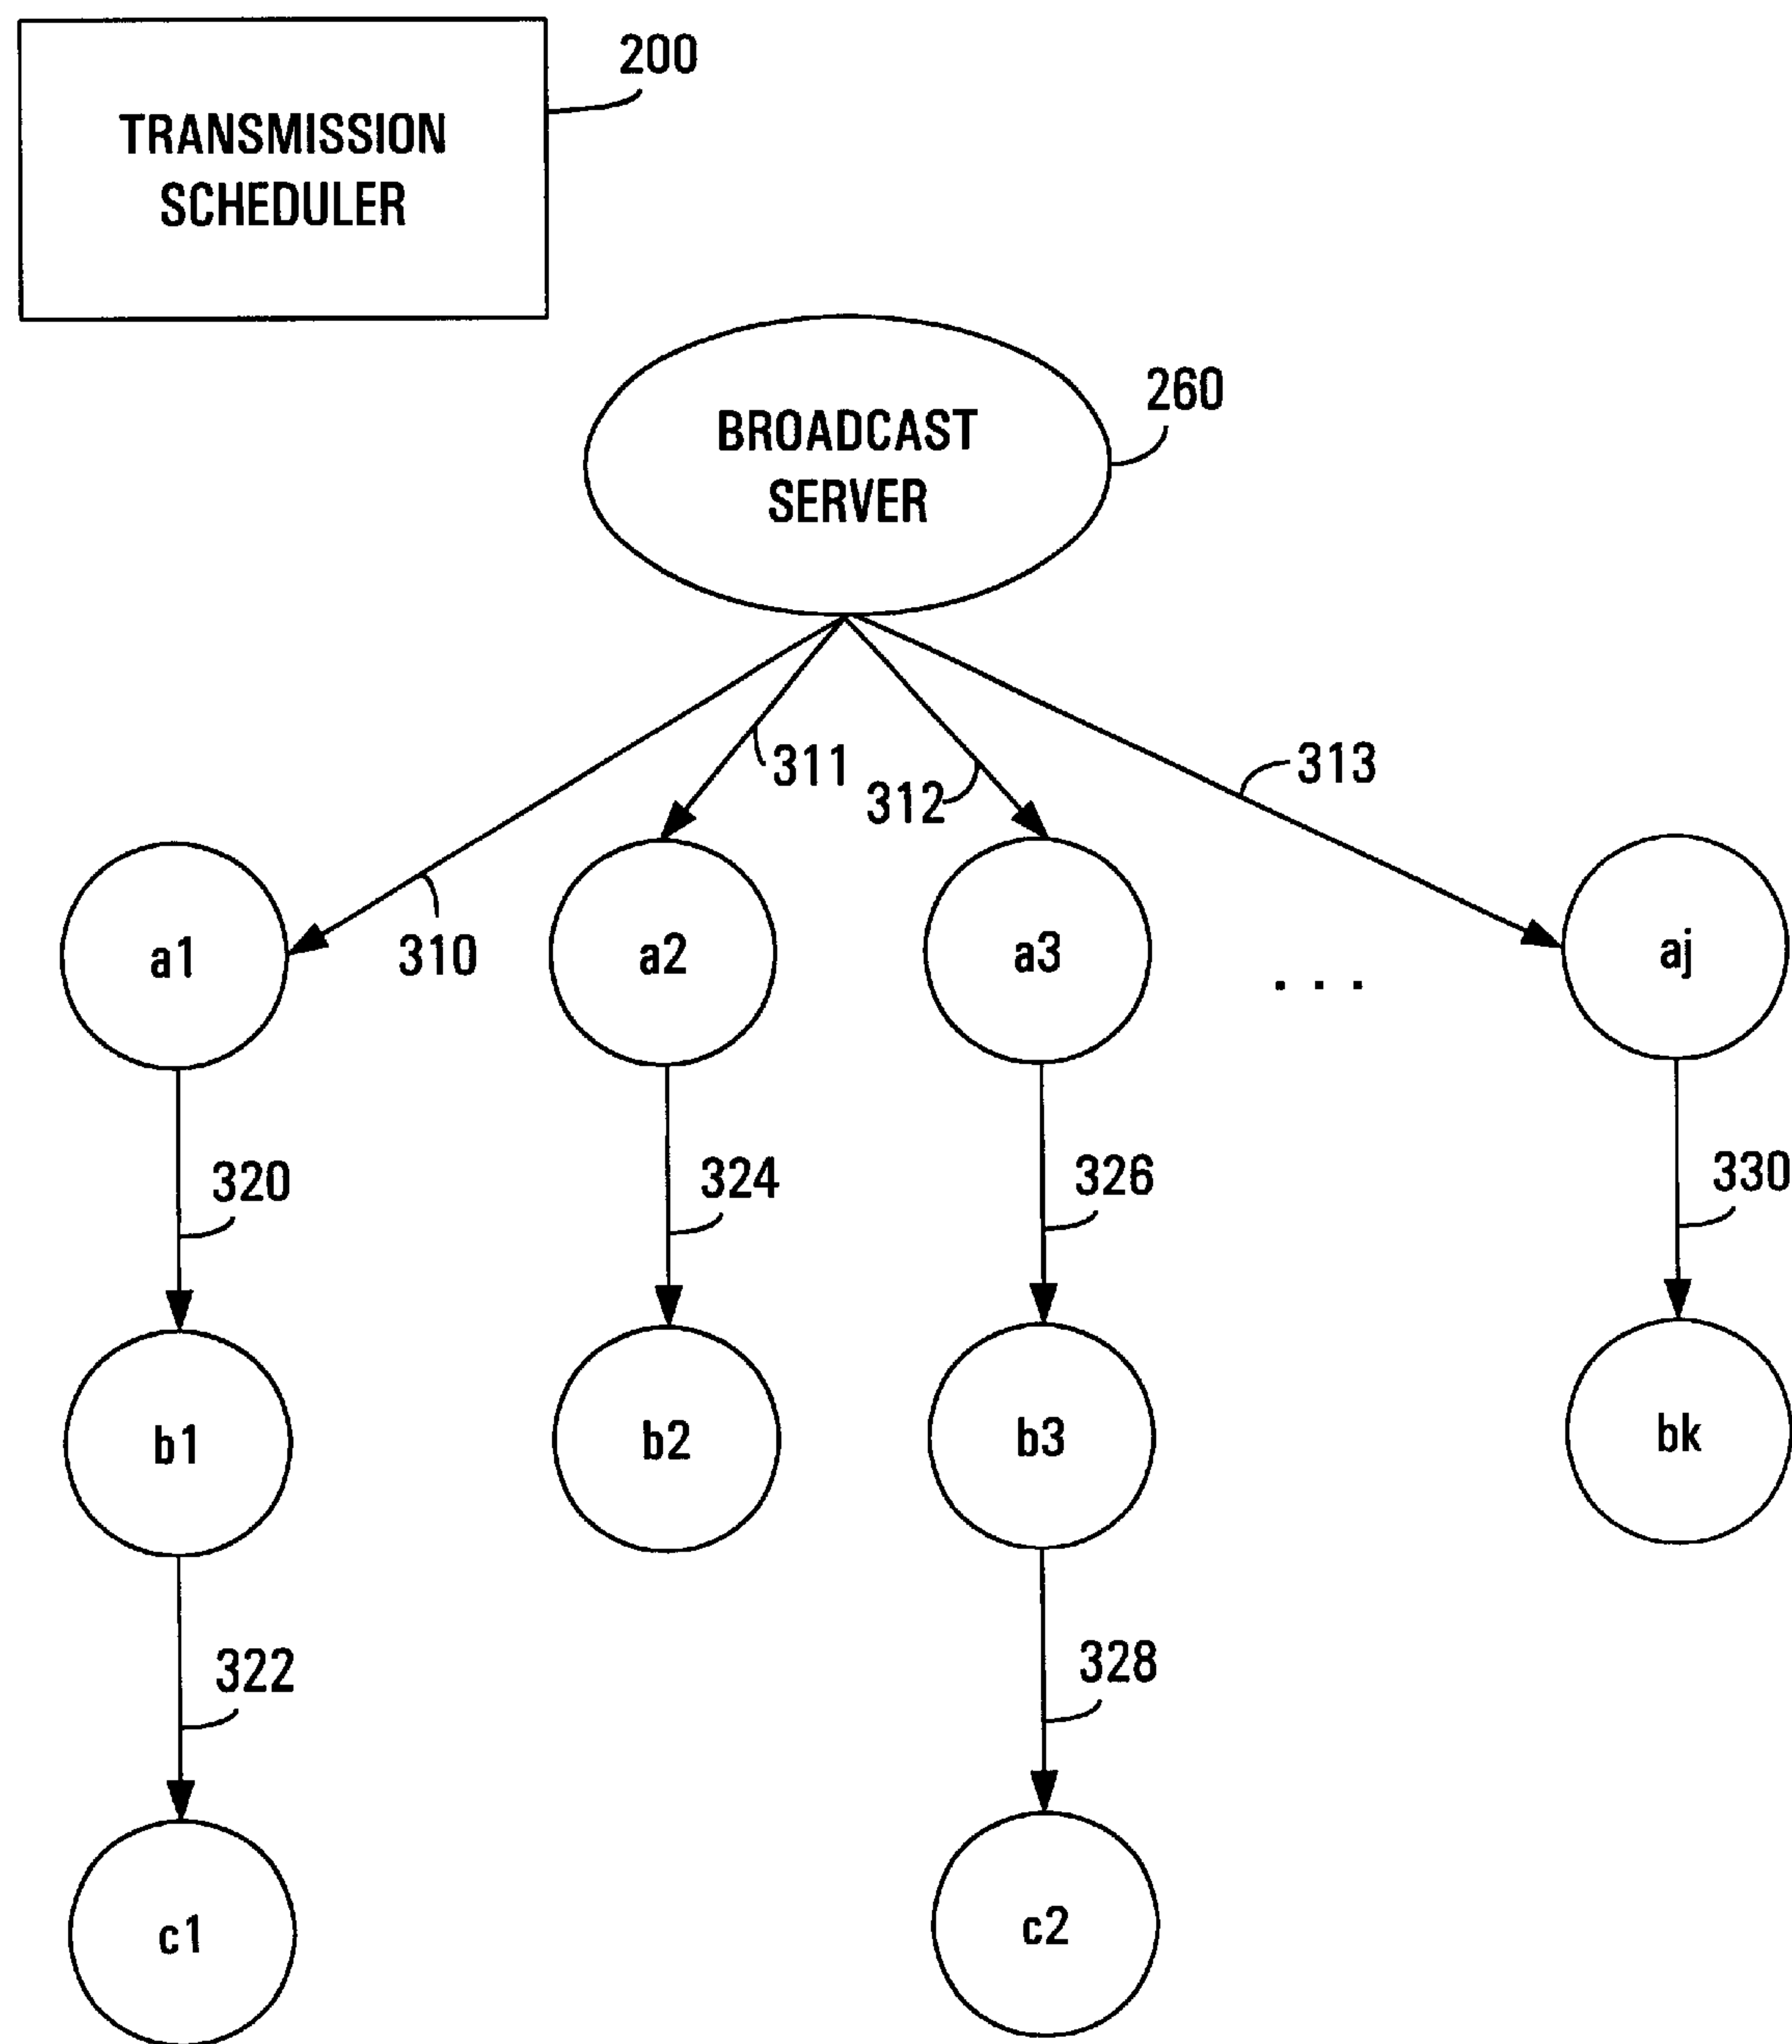 200
TRANSMISSION
SCHEDULER
260
BROADCAST
SERVER
311
312
313
310
a1
a2
a3
. . .
aj
320
324
326
330
b1
b2
b3
bk
322
328
c1
c2